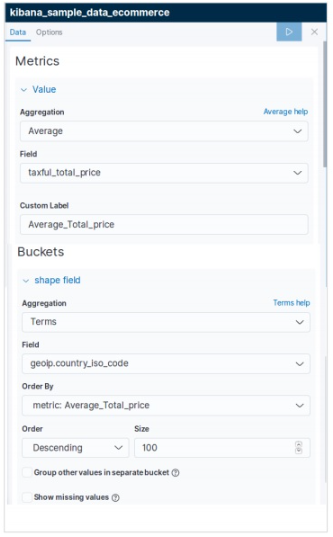 kibana_sample_data_ecommerce
Data Options
Metrics
Value
Aggregation Average help
Average
Field
taxful_total_price
Custom Label
Average_Total_price
Buckets
shape field
Aggregation Terms help
Terms
Field
geoip.country_iso_code
Order By
metric: Average_Total_price
Order Size
Descending 100
Group other values in separate bucket
Show missing values